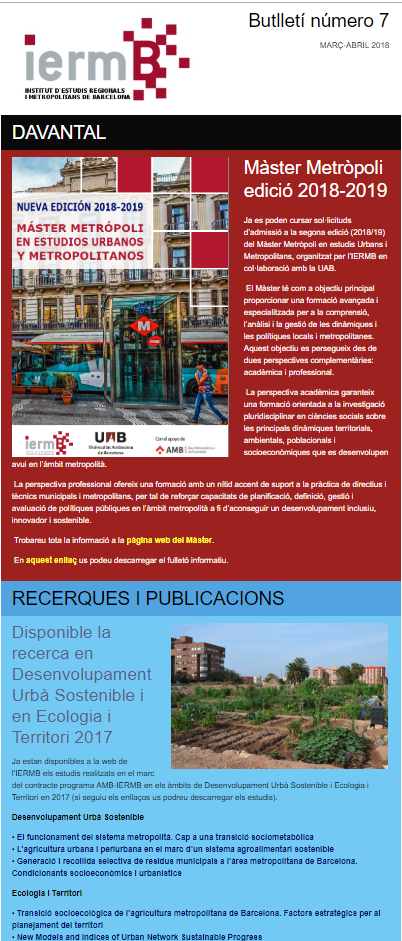 Butlletí número 7
MARÇ-ABRIL 2018
iermB
INSTITUT D'ESTUDIS REGIONALS
I METROPOLITANS DE BARCELONA
DAVANTAL
NUEVA EDICIÓN 2018-2019
MÁSTER METRÓPOLI
EN ESTUDIOS URBANOS
Y METROPOLITANOS
M
iermB
UAB
Universitat Autònoma
de Barcelona
Con el apoyo de
AMB
Màster Metròpoli
edició 2018-2019
Ja es poden cursar sol·licituds
d'admissió a la segona edició (2018/19)
del Màster Metròpoli en estudis Urbans i
Metropolitans, organitzat per l'IERMB en
col·laboració amb la UAB.
El Màster té com a objectiu principal
proporcionar una formació avançada i
especialitzada per a la comprensió,
l'anàlisi i la gestió de les dinàmiques i
les polítiques locals i metropolitanes.
Aquest objectiu es persegueix des de
dues perspectives complementàries:
acadèmica i professional.
La perspectiva acadèmica garanteix
una formació orientada a la investigació
pluridisciplinar en ciències socials sobre
les principals dinàmiques territorials,
ambientals, poblacionals i
socioeconòmiques que es desenvolupen
avui en l'àmbit metropolità.
La perspectiva professional ofereix una formació amb un nítid accent de suport a la pràctica de directius i
tècnics municipals i metropolitans, per tal de reforçar capacitats de planificació, definició, gestió i
avaluació de polítiques públiques en l'àmbit metropolità a fi d'aconseguir un desenvolupament inclusiu,
innovador i sostenible.
Trobareu tota la informació a la pàgina web del Màster.
En aquest enllaç us podeu descarregar el fulletó informatiu.
RECERQUES I PUBLICACIONS
Disponible la
recerca en
Desenvolupament
Urbà Sostenible i
en Ecologia i
Territori 2017
Ja estan disponibles a la web de
l'IERMB els estudis realitzats en el marc
del contracte programa AMB-IERMB en els àmbits de Desenvolupament Urbà Sostenible i Ecologia i
Territori en 2017 (si seguiu els enllaços us podreu descarregar els estudis).
Desenvolupament Urbà Sostenible
• El funcionament del sistema metropolità. Cap a una transició sociometabòlica
• L'agricultura urbana i periurbana en el marc d'un sistema agroalimentari sostenible
• Generació i recollida selectiva de residus municipals a l'àrea metropolitana de Barcelona.
Condicionants socioeconòmics i urbanístics
Ecologia i Territori
• Transició socioecològica de l'agricultura metropolitana de Barcelona. Factors estratègics per al
planejament del territori
• New Models and Indices of Urban Network Sustainable Progress